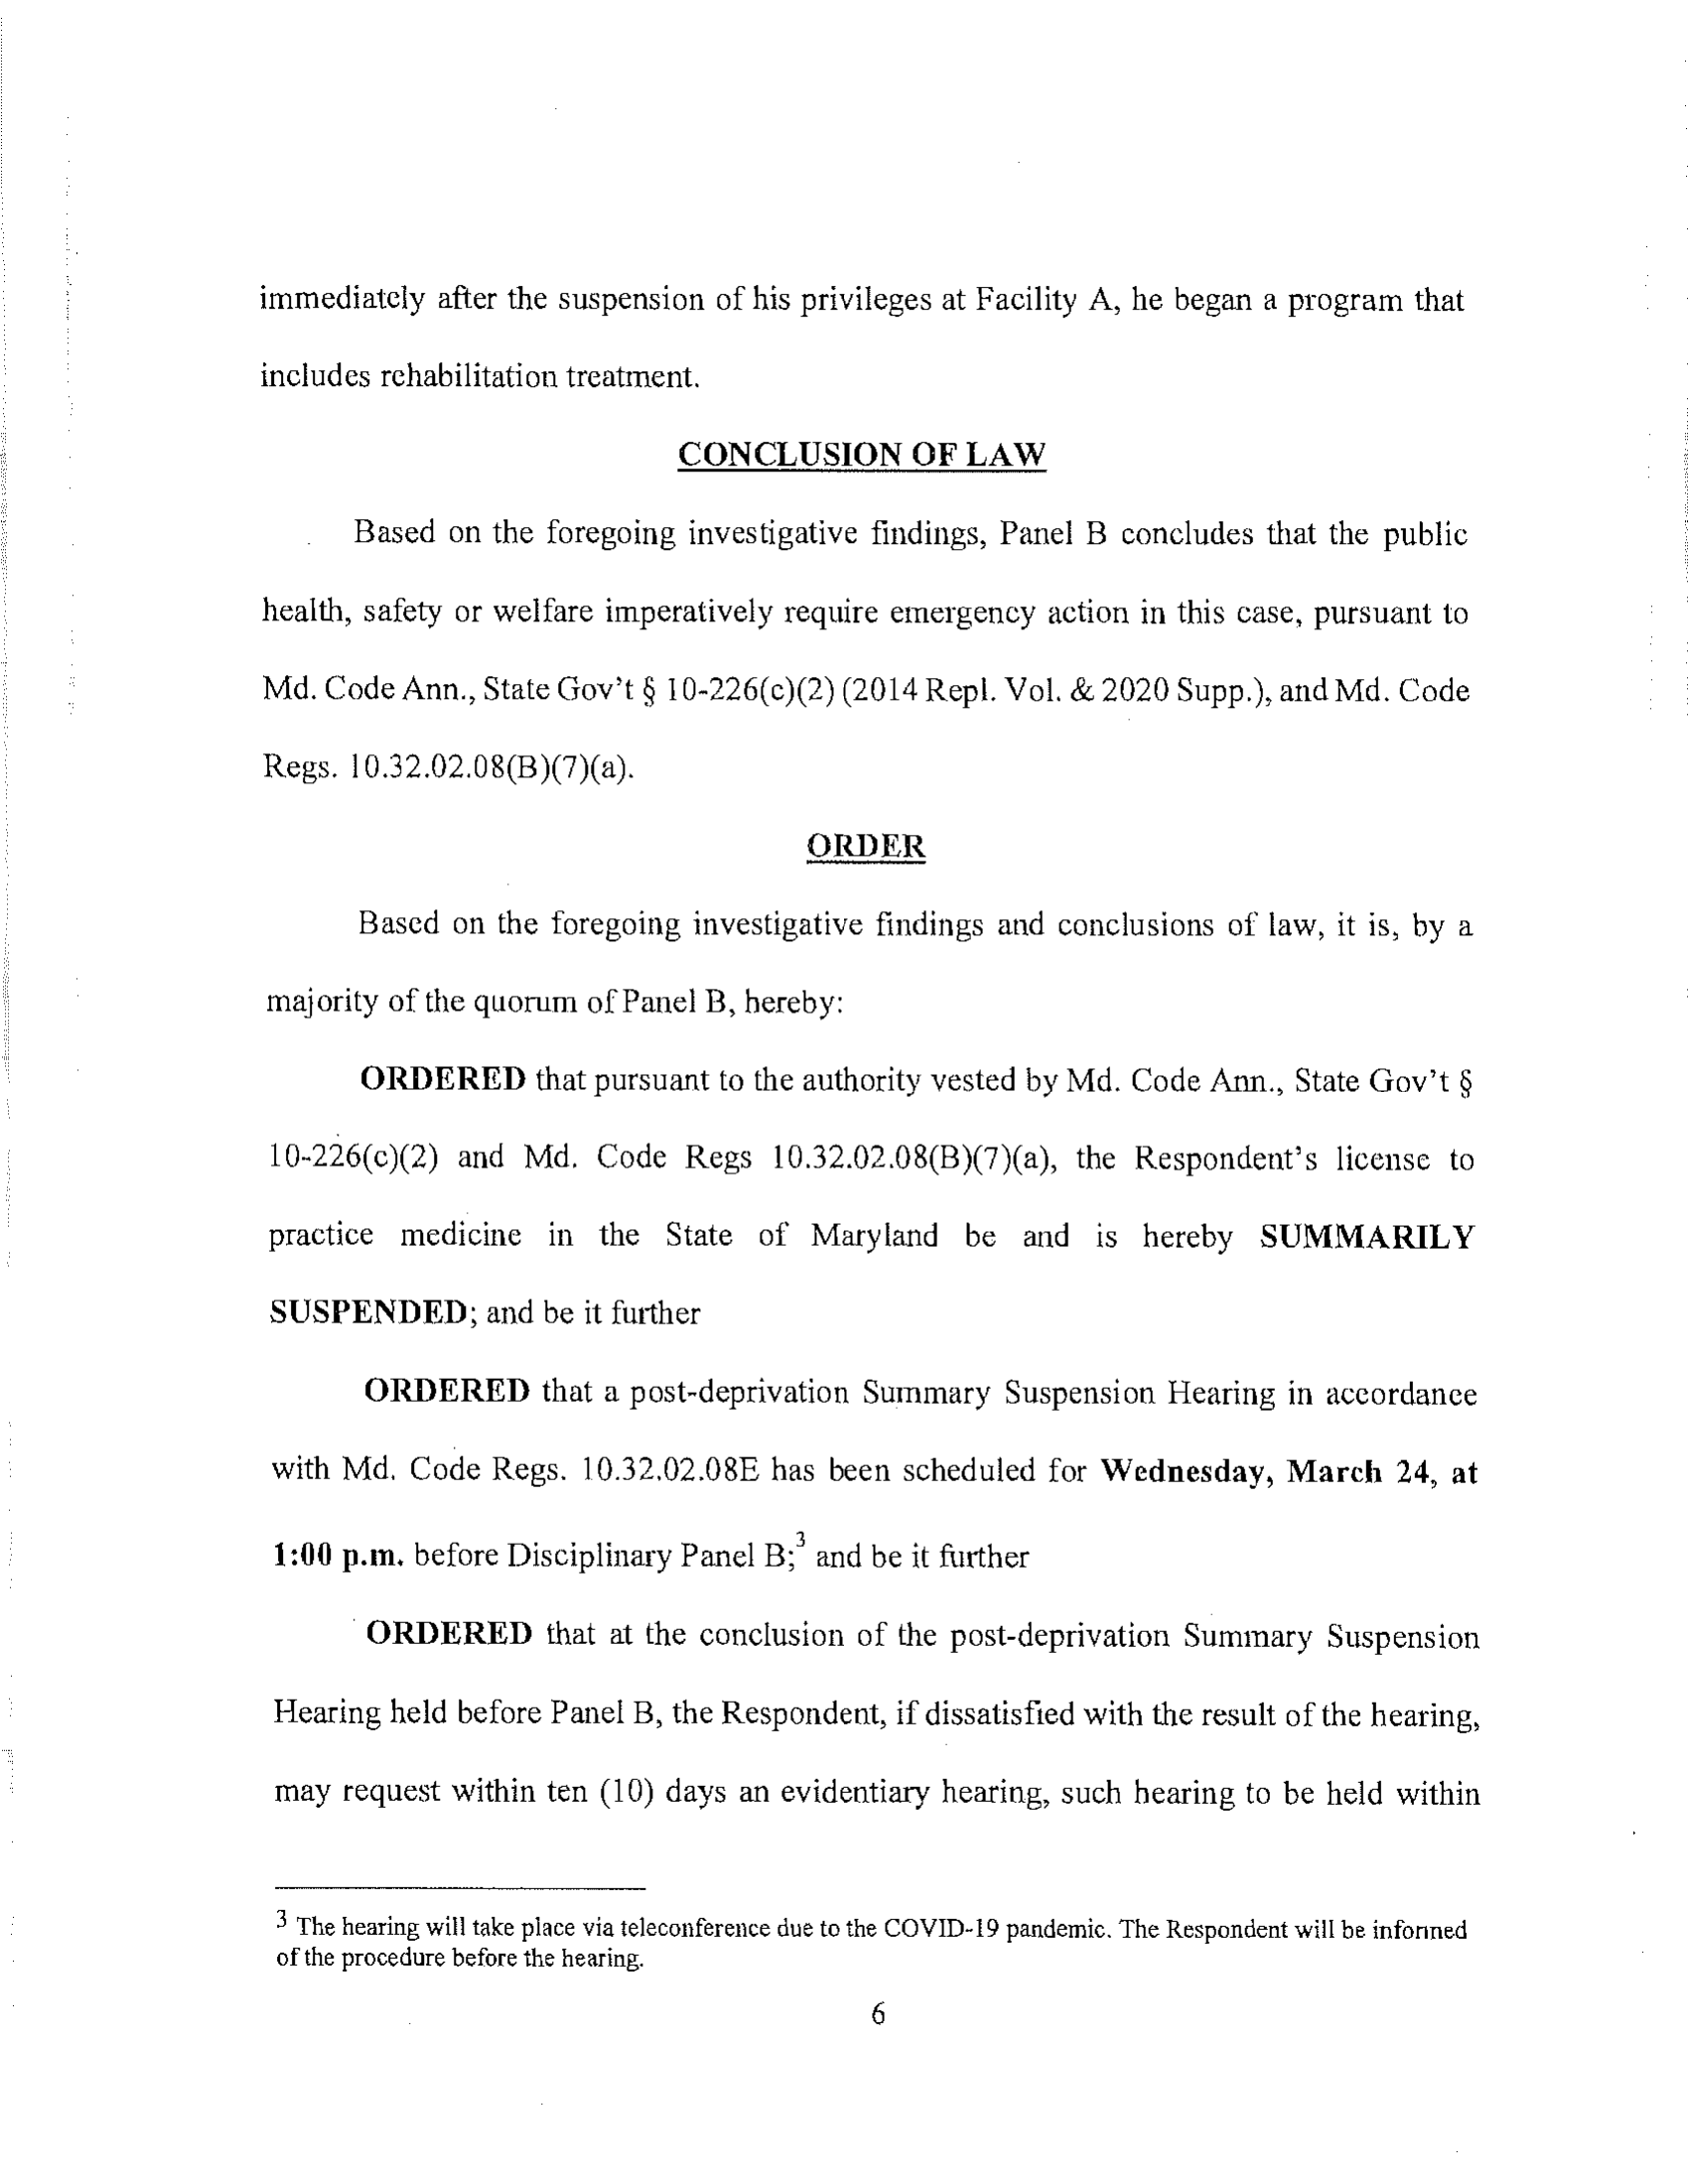 immediately after the suspension of his privileges at Facility A, he began a program that
includes rehabilitation treatment.
CONCLUSION OF LAW
Based on the foregoing investigative findings, Panel B concludes that the public
health, safety or welfare imperatively require emergency action in this case, pursuant to
Md. Code Ann., State Gov't § 10-226(c)(2) (2014 Repl. Vol. & 2020 Supp.), and Md. Code
Regs. 10.32.02.08(B)(7)(a).
ORDER
Based on the foregoing investigative findings and conclusions of law, it is, by a
majority of the quorum of Panel B, hereby:
ORDERED that pursuant to the authority vested by Md. Code Ann., State Gov't §
10-226(c)(2) and Md. Code Regs 10.32.02.08(B)(7)(a), the Respondent's license to
practice medicine in the State of Maryland be and is hereby SUMMARILY
SUSPENDED; and be it further
ORDERED that a post-deprivation Summary Suspension Hearing in accordance
with Md. Code Regs. 10.32.02.08E has been scheduled for Wednesday, March 24, at
1:00 p.m. before Disciplinary Panel B;3 and be it further
ORDERED that at the conclusion of the post-deprivation Summary Suspension
Hearing held before Panel B, the Respondent, if dissatisfied with the result of the hearing,
may request within ten (10) days an evidentiary hearing, such hearing to be held within
3 The hearing will take place via teleconference due to the COVID-19 pandemic. The Respondent will be informed
of the procedure before the hearing.
6